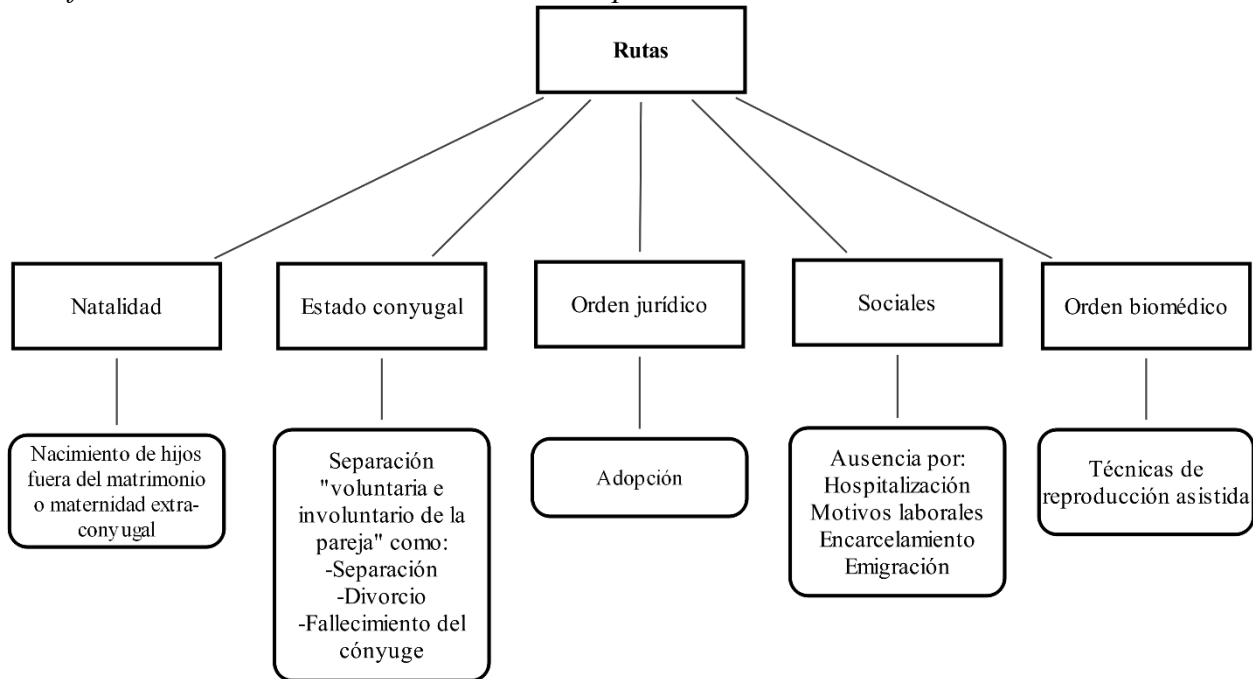 Rutas
Natalidad
Estado conyugal
Orden jurídico
Sociales
Orden biomédico
Nacimiento de hijos
fuera del matrimonio
o maternidad extra-
conyugal
Separación
"voluntaria e
involuntario de la
pareja" como:
-Separación
-Divorcio
-Fallecimiento del
cónyuge
Adopción
Ausencia por:
Hospitalización
Motivos laborales
Encarcelamiento
Emigración
Técnicas de
reproducción asistida